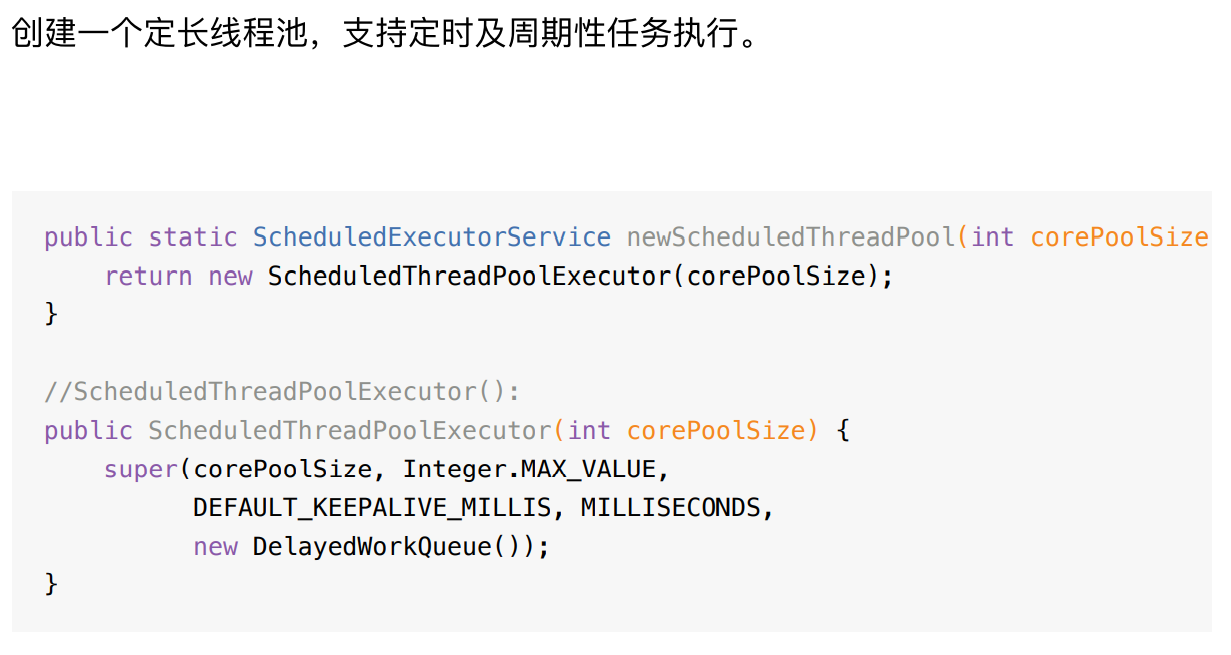 创建一个定长线程池，支持定时及周期性任务执行。
public static ScheduledExecutorService newScheduledThreadPool(int corePoolSize
    return new ScheduledThreadPoolExecutor(corePoolSize);
}
//ScheduledThreadPoolExecutor():
public ScheduledThreadPoolExecutor(int corePoolSize) {
    super(corePoolSize, Integer.MAX_VALUE,
          DEFAULT_KEEPALIVE_MILLIS, MILLISECONDS,
          new DelayedWorkQueue());
}